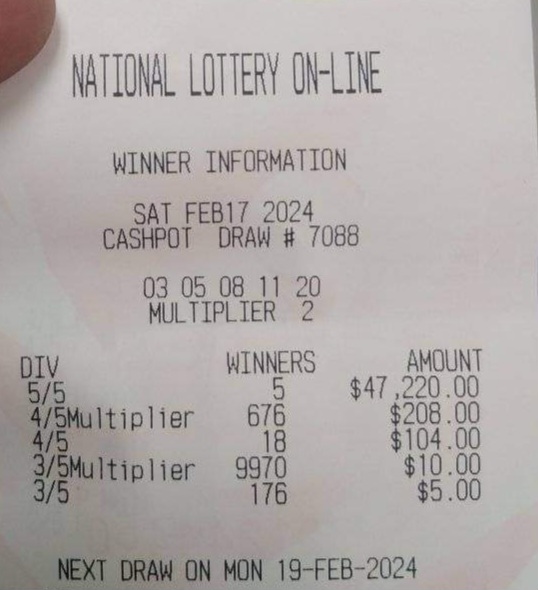 NATIONAL LOTTERY ON-LINE
WINNER INFORMATION
SAT FEB17 2024
CASHPOT DRAW # 7088
03 05 08 11 20
MULTIPLIER 2
DIV WINNERS AMOUNT
5/5 5 $47,220.00
4/5Multiplier 676 $208.00
4/5 18 $104.00
3/5Multiplier 9970 $10.00
3/5 176 $5.00
NEXT DRAW ON MON 19-FEB-2024